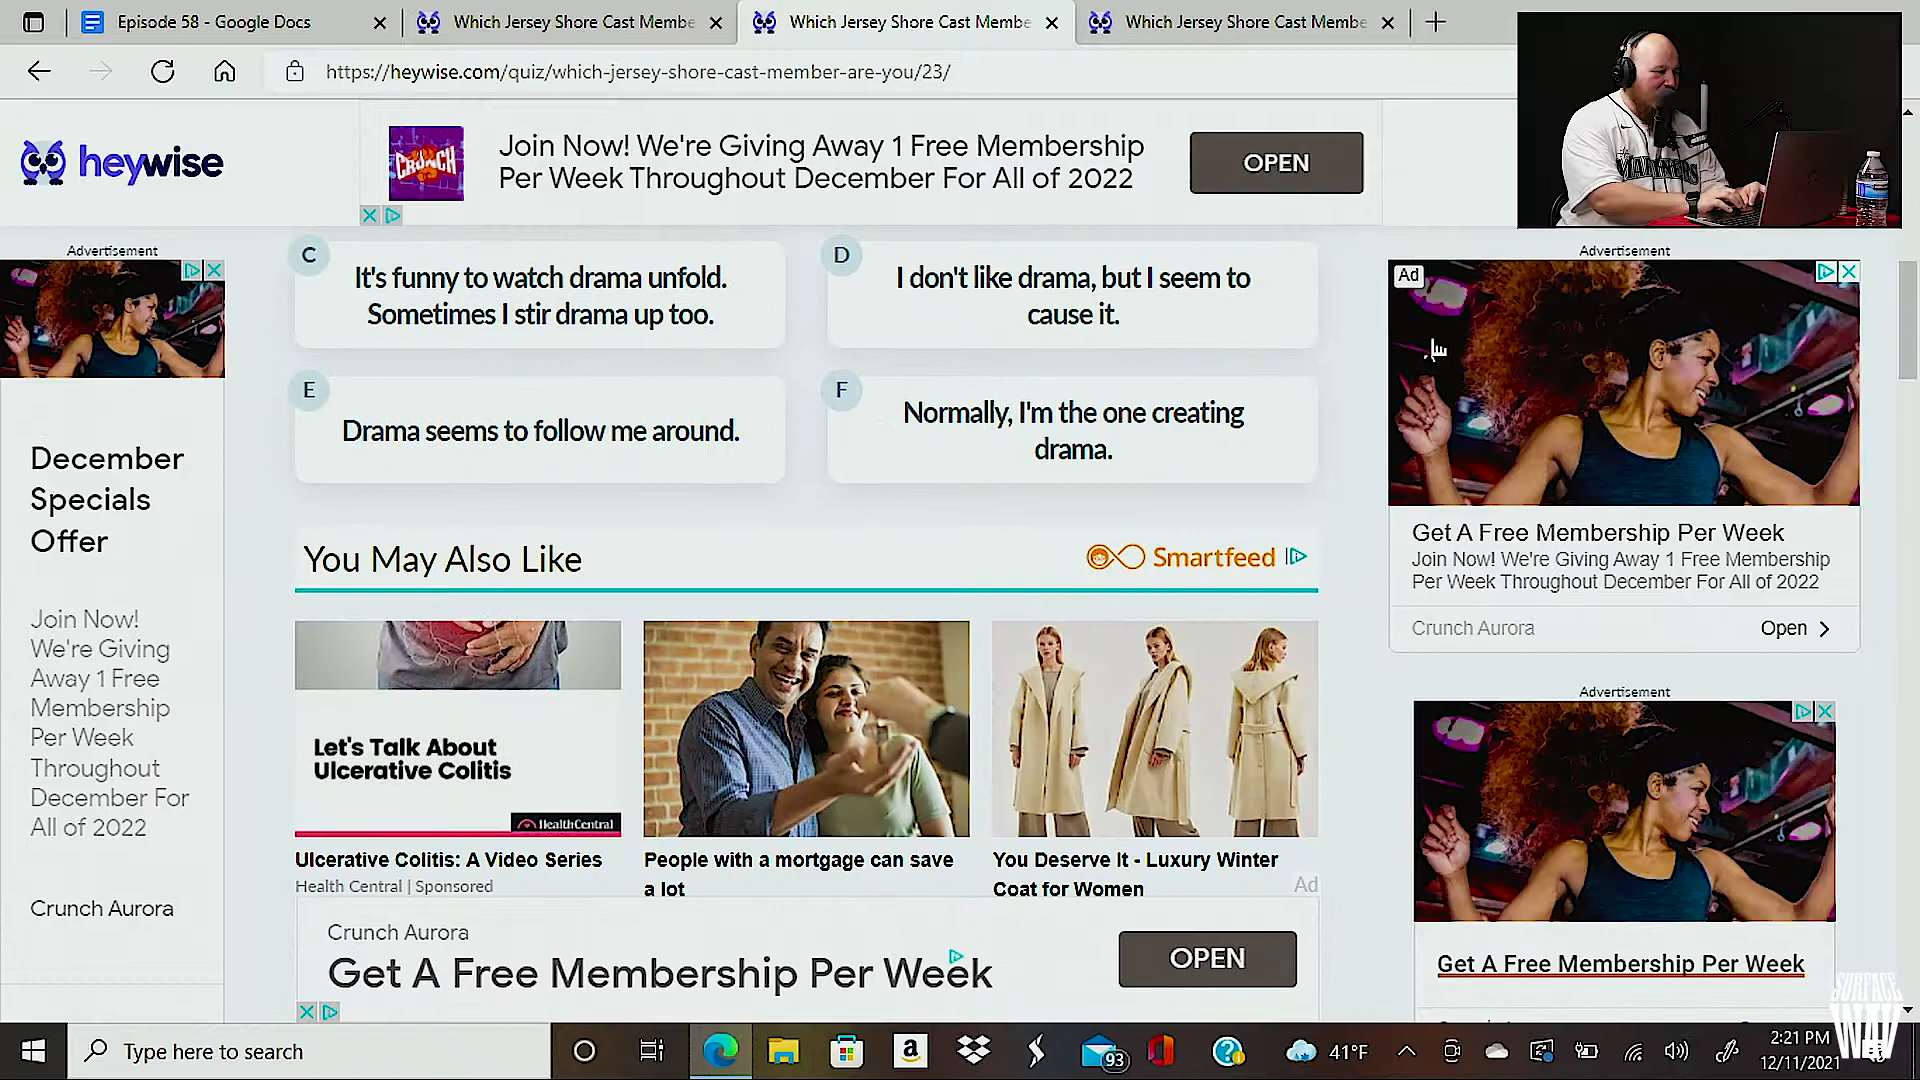 Episode 58 - Google Docs
Which Jersey Shore Cast Membe
Which Jersey Shore Cast Membe
Which Jersey Shore Cast Membe
https://heywise.com/quiz/which-jersey-shore-cast-member-are-you/23/
heywise
CRUNCH
Join Now! We're Giving Away 1 Free Membership
Per Week Throughout December For All of 2022
OPEN
MARINERS
Advertisement
December
Specials
Offer
Join Now!
We're Giving
Away 1 Free
Membership
Per Week
Throughout
December For
All of 2022
Crunch Aurora
C
It's funny to watch drama unfold.
Sometimes I stir drama up too.
D
I don't like drama, but I seem to
cause it.
E
Drama seems to follow me around.
F
Normally, I'm the one creating
drama.
You May Also Like
Smartfeed
Let's Talk About
Ulcerative Colitis
HealthCentral
Ulcerative Colitis: A Video Series
Health Central | Sponsored
People with a mortgage can save
a lot
You Deserve It - Luxury Winter
Coat for Women
Ad
Crunch Aurora
Get A Free Membership Per Week
OPEN
Advertisement
Ad
Get A Free Membership Per Week
Join Now! We're Giving Away 1 Free Membership
Per Week Throughout December For All of 2022
Crunch Aurora
Open
Advertisement
Get A Free Membership Per Week
SURFACE
WAV
Type here to search
a
93
41°F
2:21 PM
12/11/2021